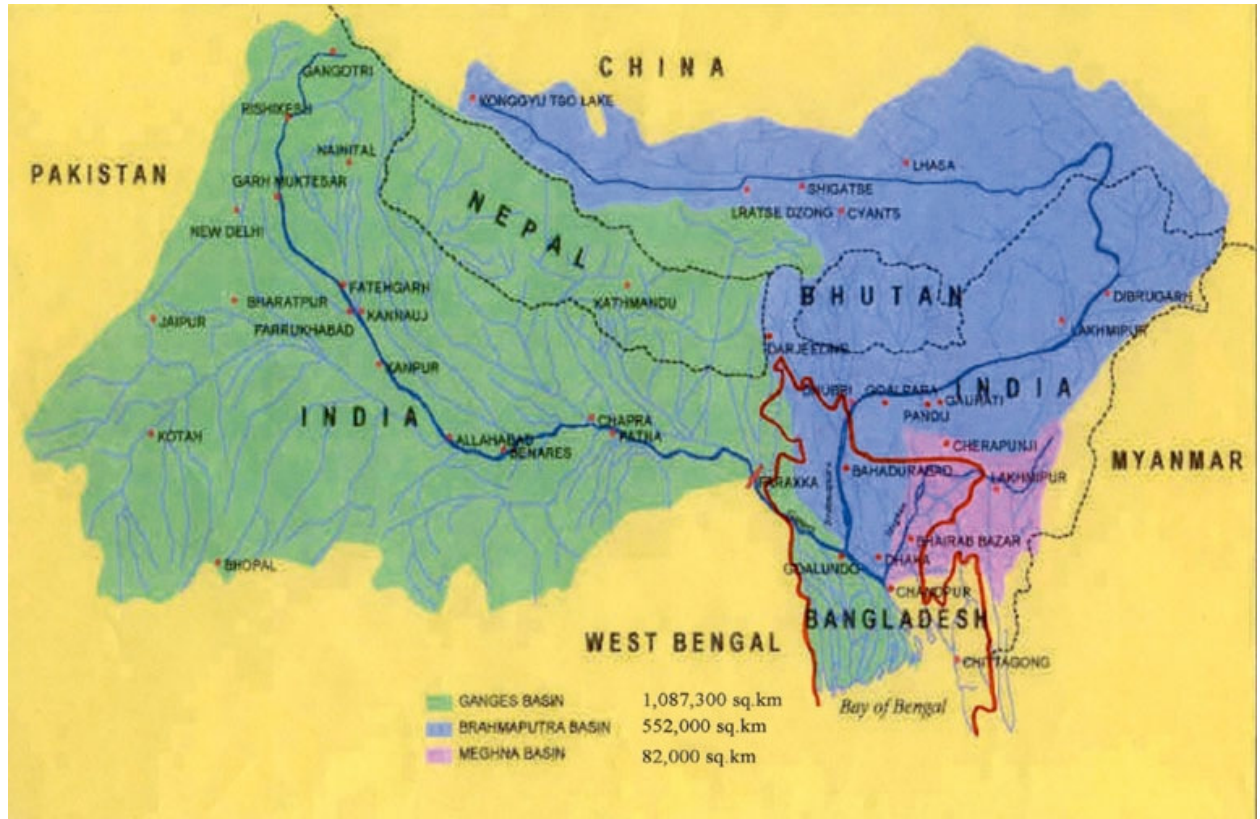 CHINA
GANGOTRI
KONGGYU TSO LAKE
RISHIKESH
PAKISTAN
NAINITAL
LHASA
GARH MUKTESAR
SHIGATSE
NEPAL
LRATSE DZONG
CYANTS
NEW DELHI
FATEHGARH
BHARATPUR
KATHMANDU
BHUTAN
DIBRUGARH
KANNAUJ
JAIPUR
FARRUKHABAD
LAKHMIPUR
DARJEELING
KANPUR
DHUBRI
GOALPARA
INDIA
GAURATI
PANDU
INDIA
CHAPRA
KOTAH
ALLAHABAD
PATNA
CHERAPUNJI
BENARES
MYANMAR
BAHADURABAD
FARAKKA
LAKHMIPUR
Brahmaputra
Meghna
BHAIRAB BAZAR
BHOPAL
GOALUNDO
DHAKA
CHANDPUR
BANGLADESH
WEST BENGAL
CHITTAGONG
GANGES BASIN 1,087,300 sq.km
Bay of Bengal
BRAHMAPUTRA BASIN 552,000 sq.km
MEGHNA BASIN 82,000 sq.km